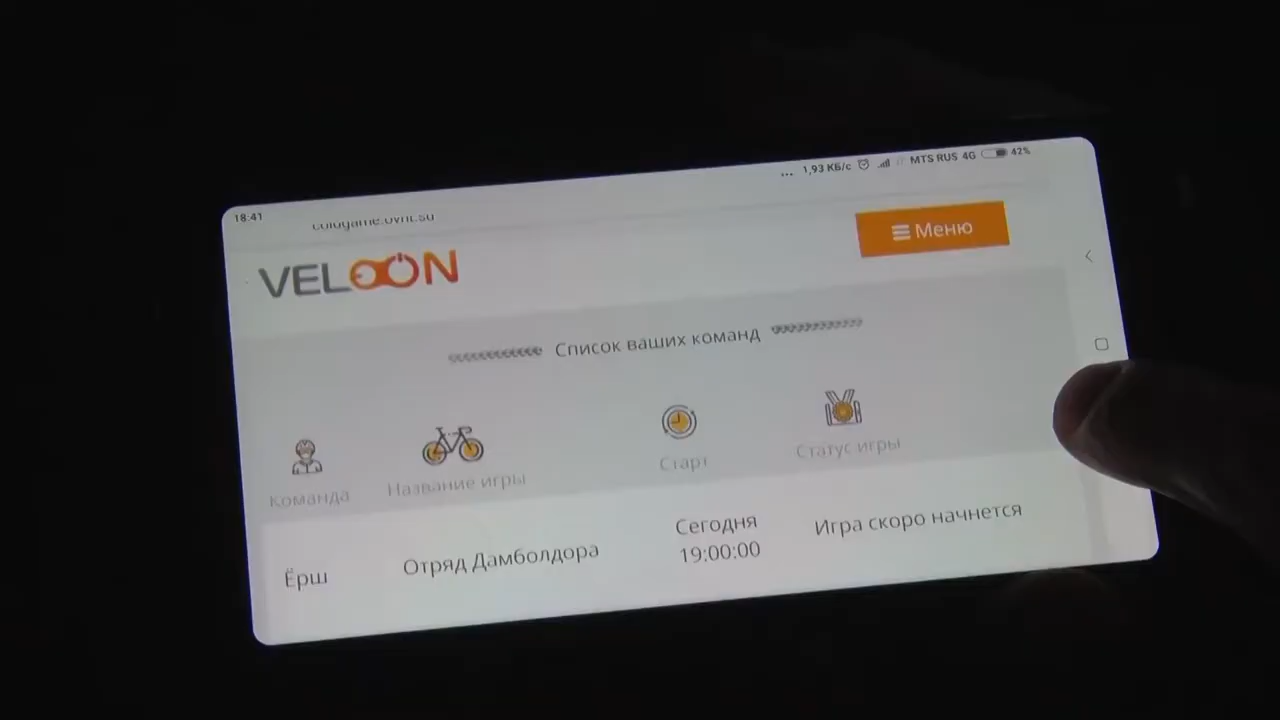 18:41
... 1,93 КБ/с MTS RUS 4G 42%
VELOON
Меню
Список ваших команд
Команда Название игры Старт Статус игры
Ёрш Отряд Дамболдора Сегодня 19:00:00 Игра скоро начнется